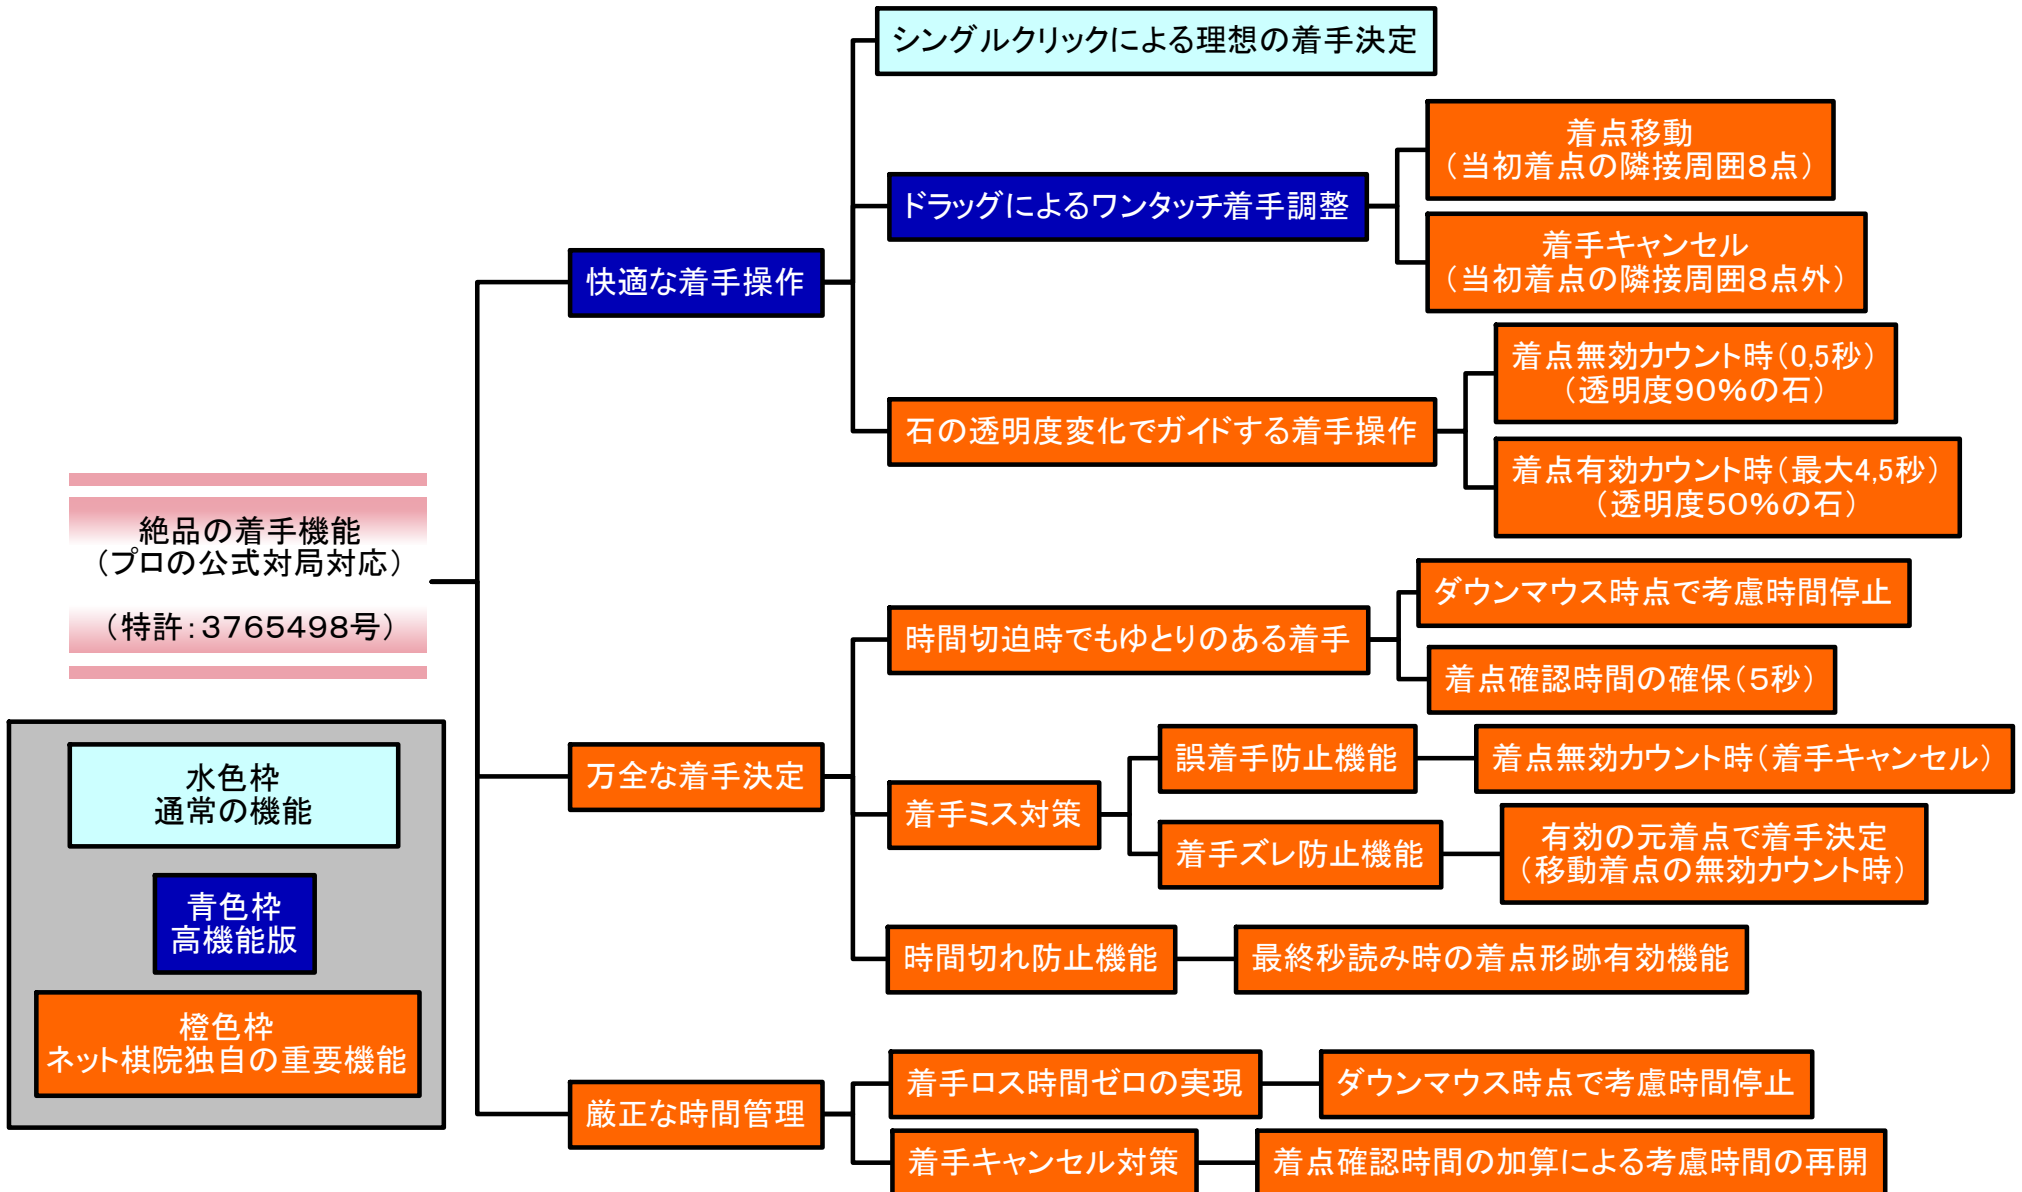 シングルクリックによる理想の着手決定
着点移動
（当初着点の隣接周囲８点）
ドラッグによるワンタッチ着手調整
着手キャンセル
（当初着点の隣接周囲８点外）
快適な着手操作
着点無効カウント時（0,5秒）
（透明度９０％の石）
石の透明度変化でガイドする着手操作
着点有効カウント時（最大4,5秒）
（透明度５０％の石）
絶品の着手機能
（プロの公式対局対応）
（特許：３７６５４９８号）
ダウンマウス時点で考慮時間停止
時間切迫時でもゆとりのある着手
着点確認時間の確保（５秒）
万全な着手決定
誤着手防止機能
着点無効カウント時（着手キャンセル）
着手ミス対策
着手ズレ防止機能
有効の元着点で着手決定
（移動着点の無効カウント時）
時間切れ防止機能
最終秒読み時の着点形跡有効機能
厳正な時間管理
着手ロス時間ゼロの実現
ダウンマウス時点で考慮時間停止
着手キャンセル対策
着点確認時間の加算による考慮時間の再開
水色枠
通常の機能
青色枠
高機能版
橙色枠
ネット棋院独自の重要機能